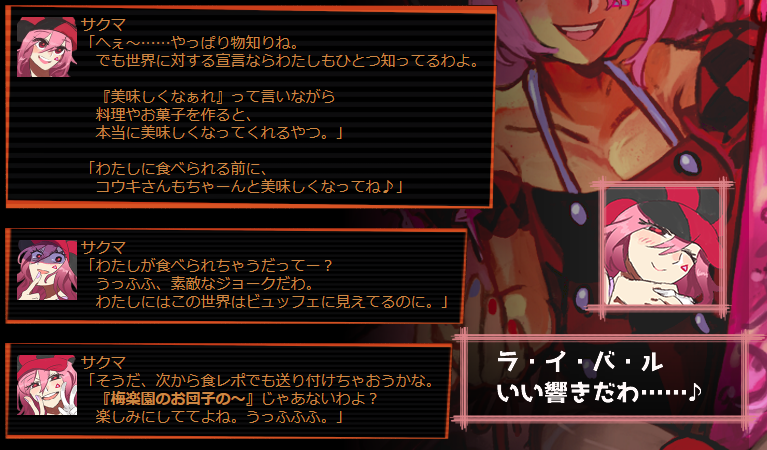 サクマ
「へぇ～……やっぱり物知りね。
でも世界に対する宣言ならわたしもひとつ知ってるわよ。
『美味しくなぁれ』って言いながら
料理やお菓子を作ると、
本当に美味しくなってくれるやつ。」
「わたしに食べられる前に、
コウキさんもちゃーんと美味しくなってね♪」
サクマ
「わたしが食べられちゃうだってー？
うっふふ、素敵なジョークだわ。
わたしにはこの世界はビュッフェに見えてるのに。」
サクマ
「そうだ、次から食レポでも送り付けちゃおうかな。
『梅楽園のお団子の～』じゃあないわよ？
楽しみにしててよね。うっふふふ。」
ラ・イ・バ・ル
いい響きだわ……♪